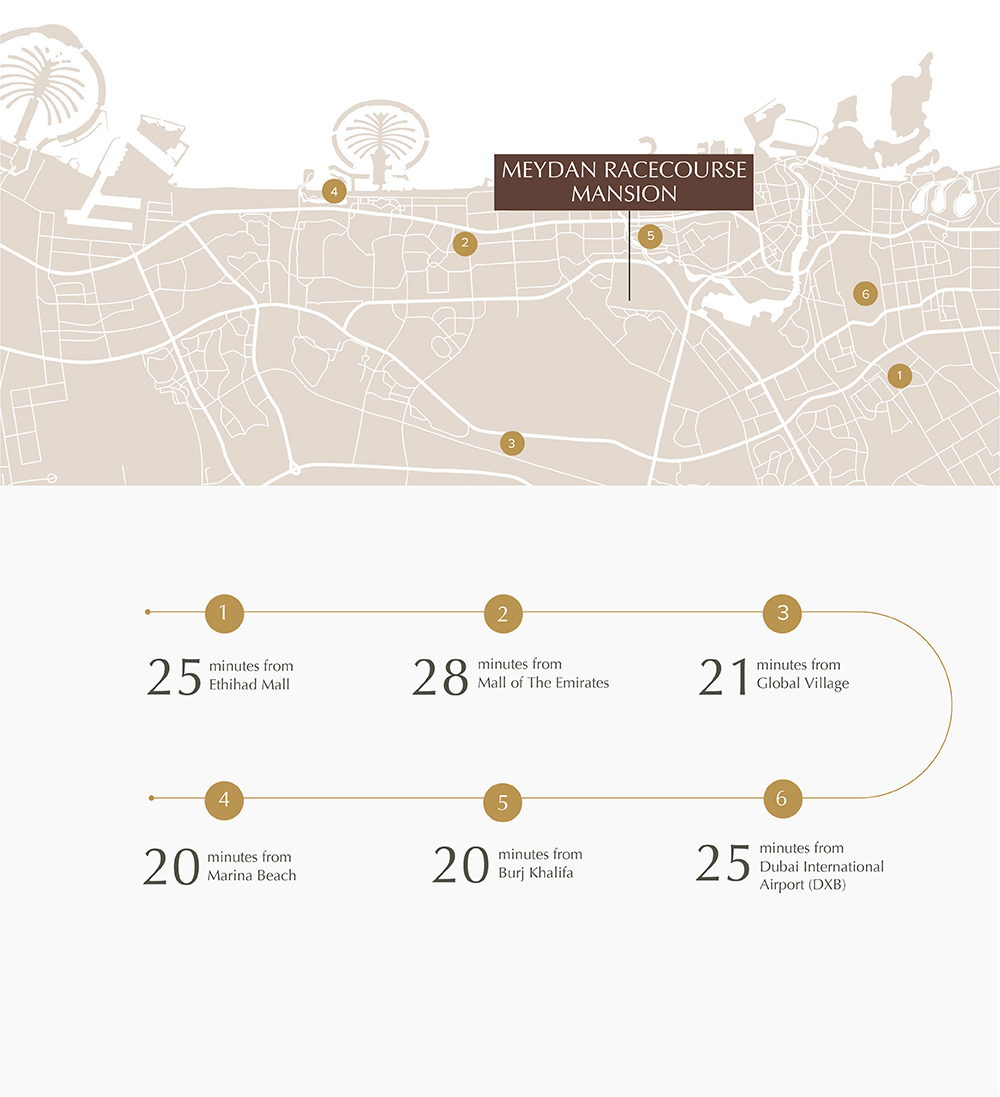 MEYDAN RACECOURSE
MANSION
4
2
5
6
1
3
1
2
3
25 minutes from
Ethihad Mall
28 minutes from
Mall of The Emirates
21 minutes from
Global Village
4
5
6
20 minutes from
Marina Beach
20 minutes from
Burj Khalifa
25 minutes from
Dubai International
Airport (DXB)